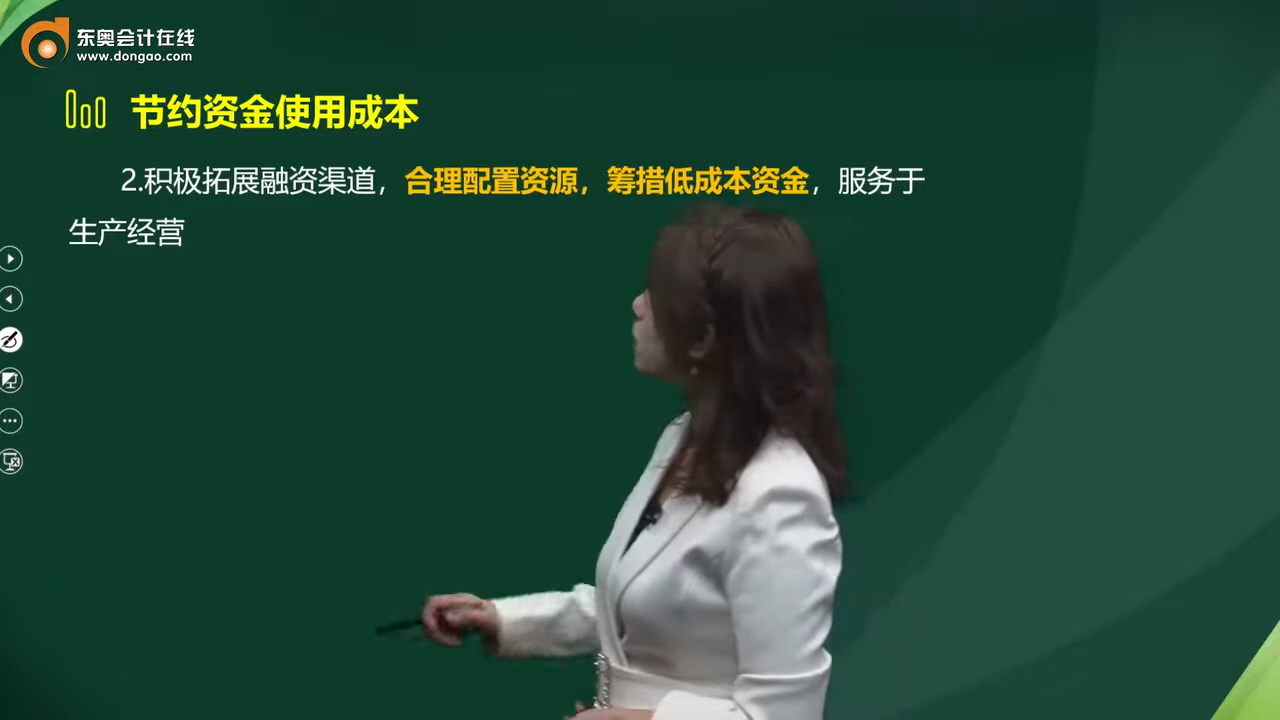 东奥会计在线
www.dongao.com
节约资金使用成本
2.积极拓展融资渠道，合理配置资源，筹措低成本资金，服务于
生产经营